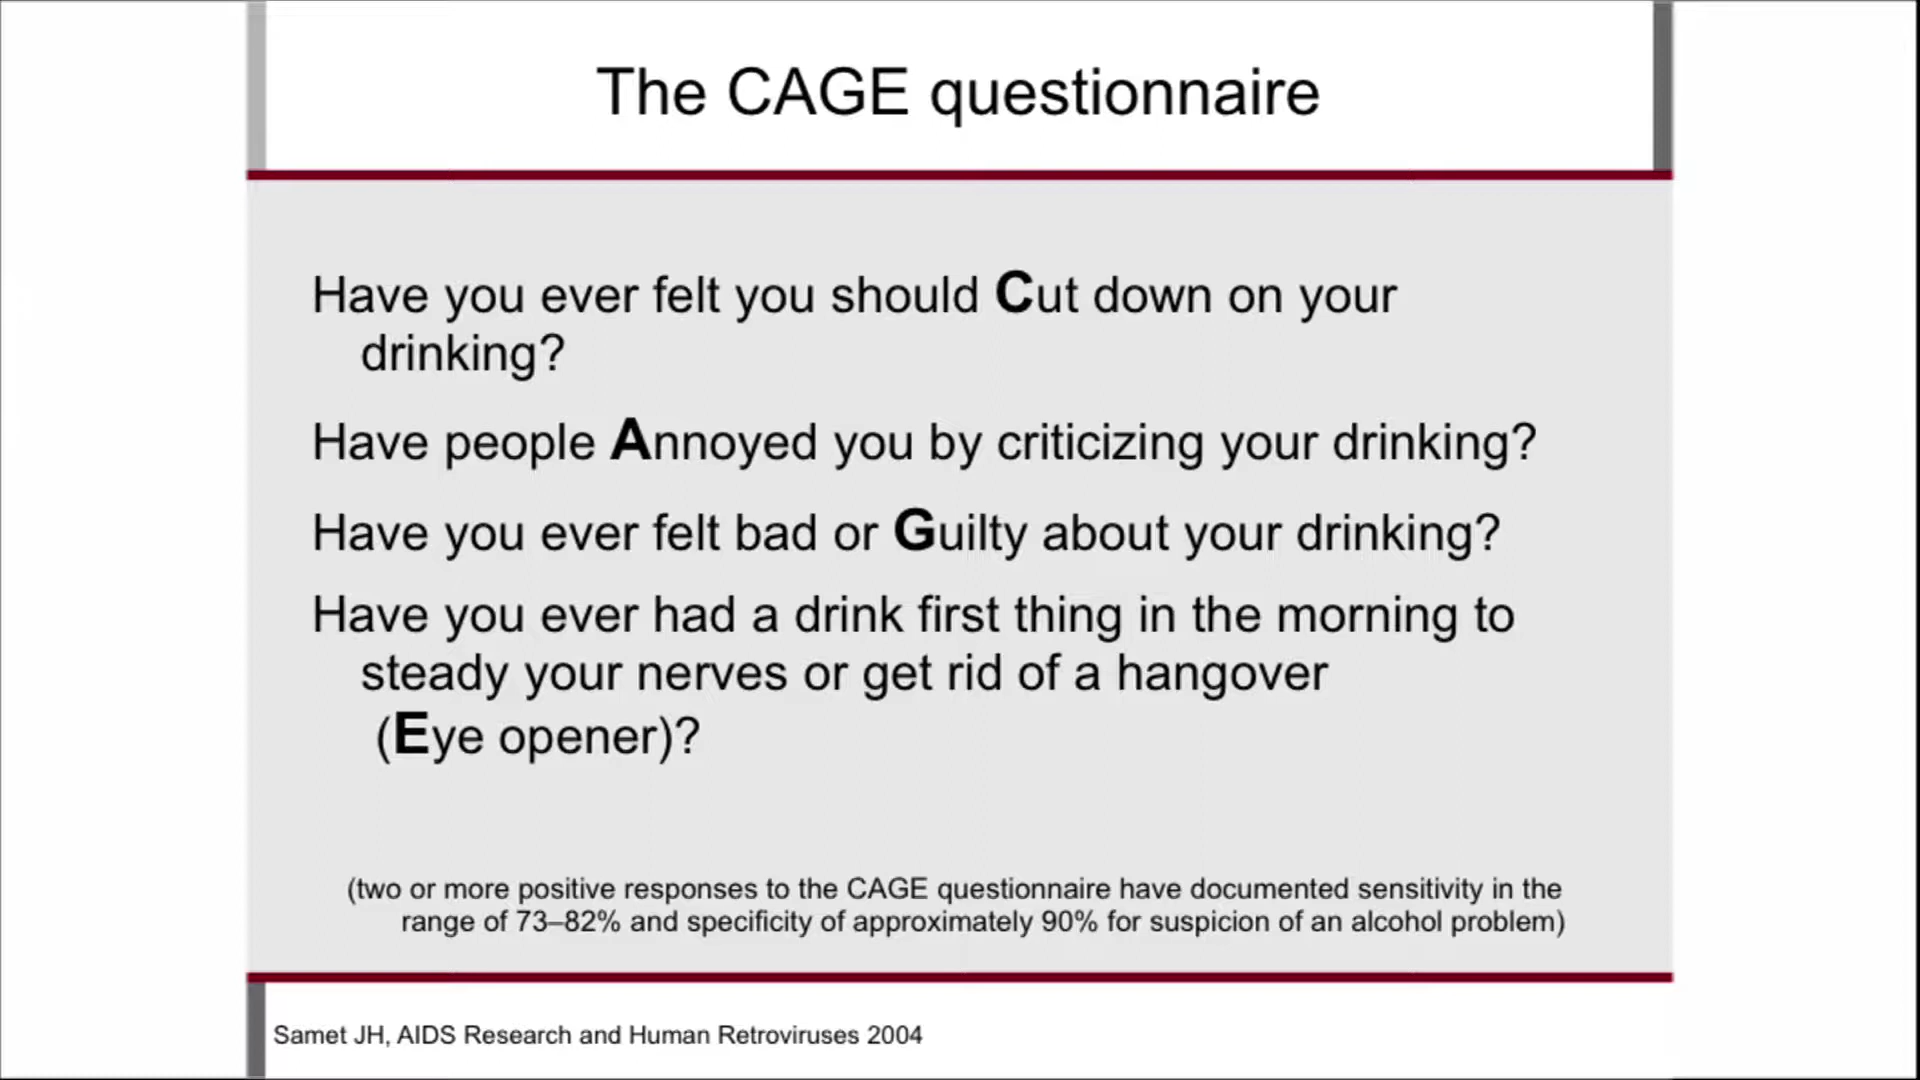 The CAGE questionnaire
Have you ever felt you should Cut down on your
drinking?
Have people Annoyed you by criticizing your drinking?
Have you ever felt bad or Guilty about your drinking?
Have you ever had a drink first thing in the morning to
steady your nerves or get rid of a hangover
(Eye opener)?
(two or more positive responses to the CAGE questionnaire have documented sensitivity in the
range of 73–82% and specificity of approximately 90% for suspicion of an alcohol problem)
Samet JH, AIDS Research and Human Retroviruses 2004